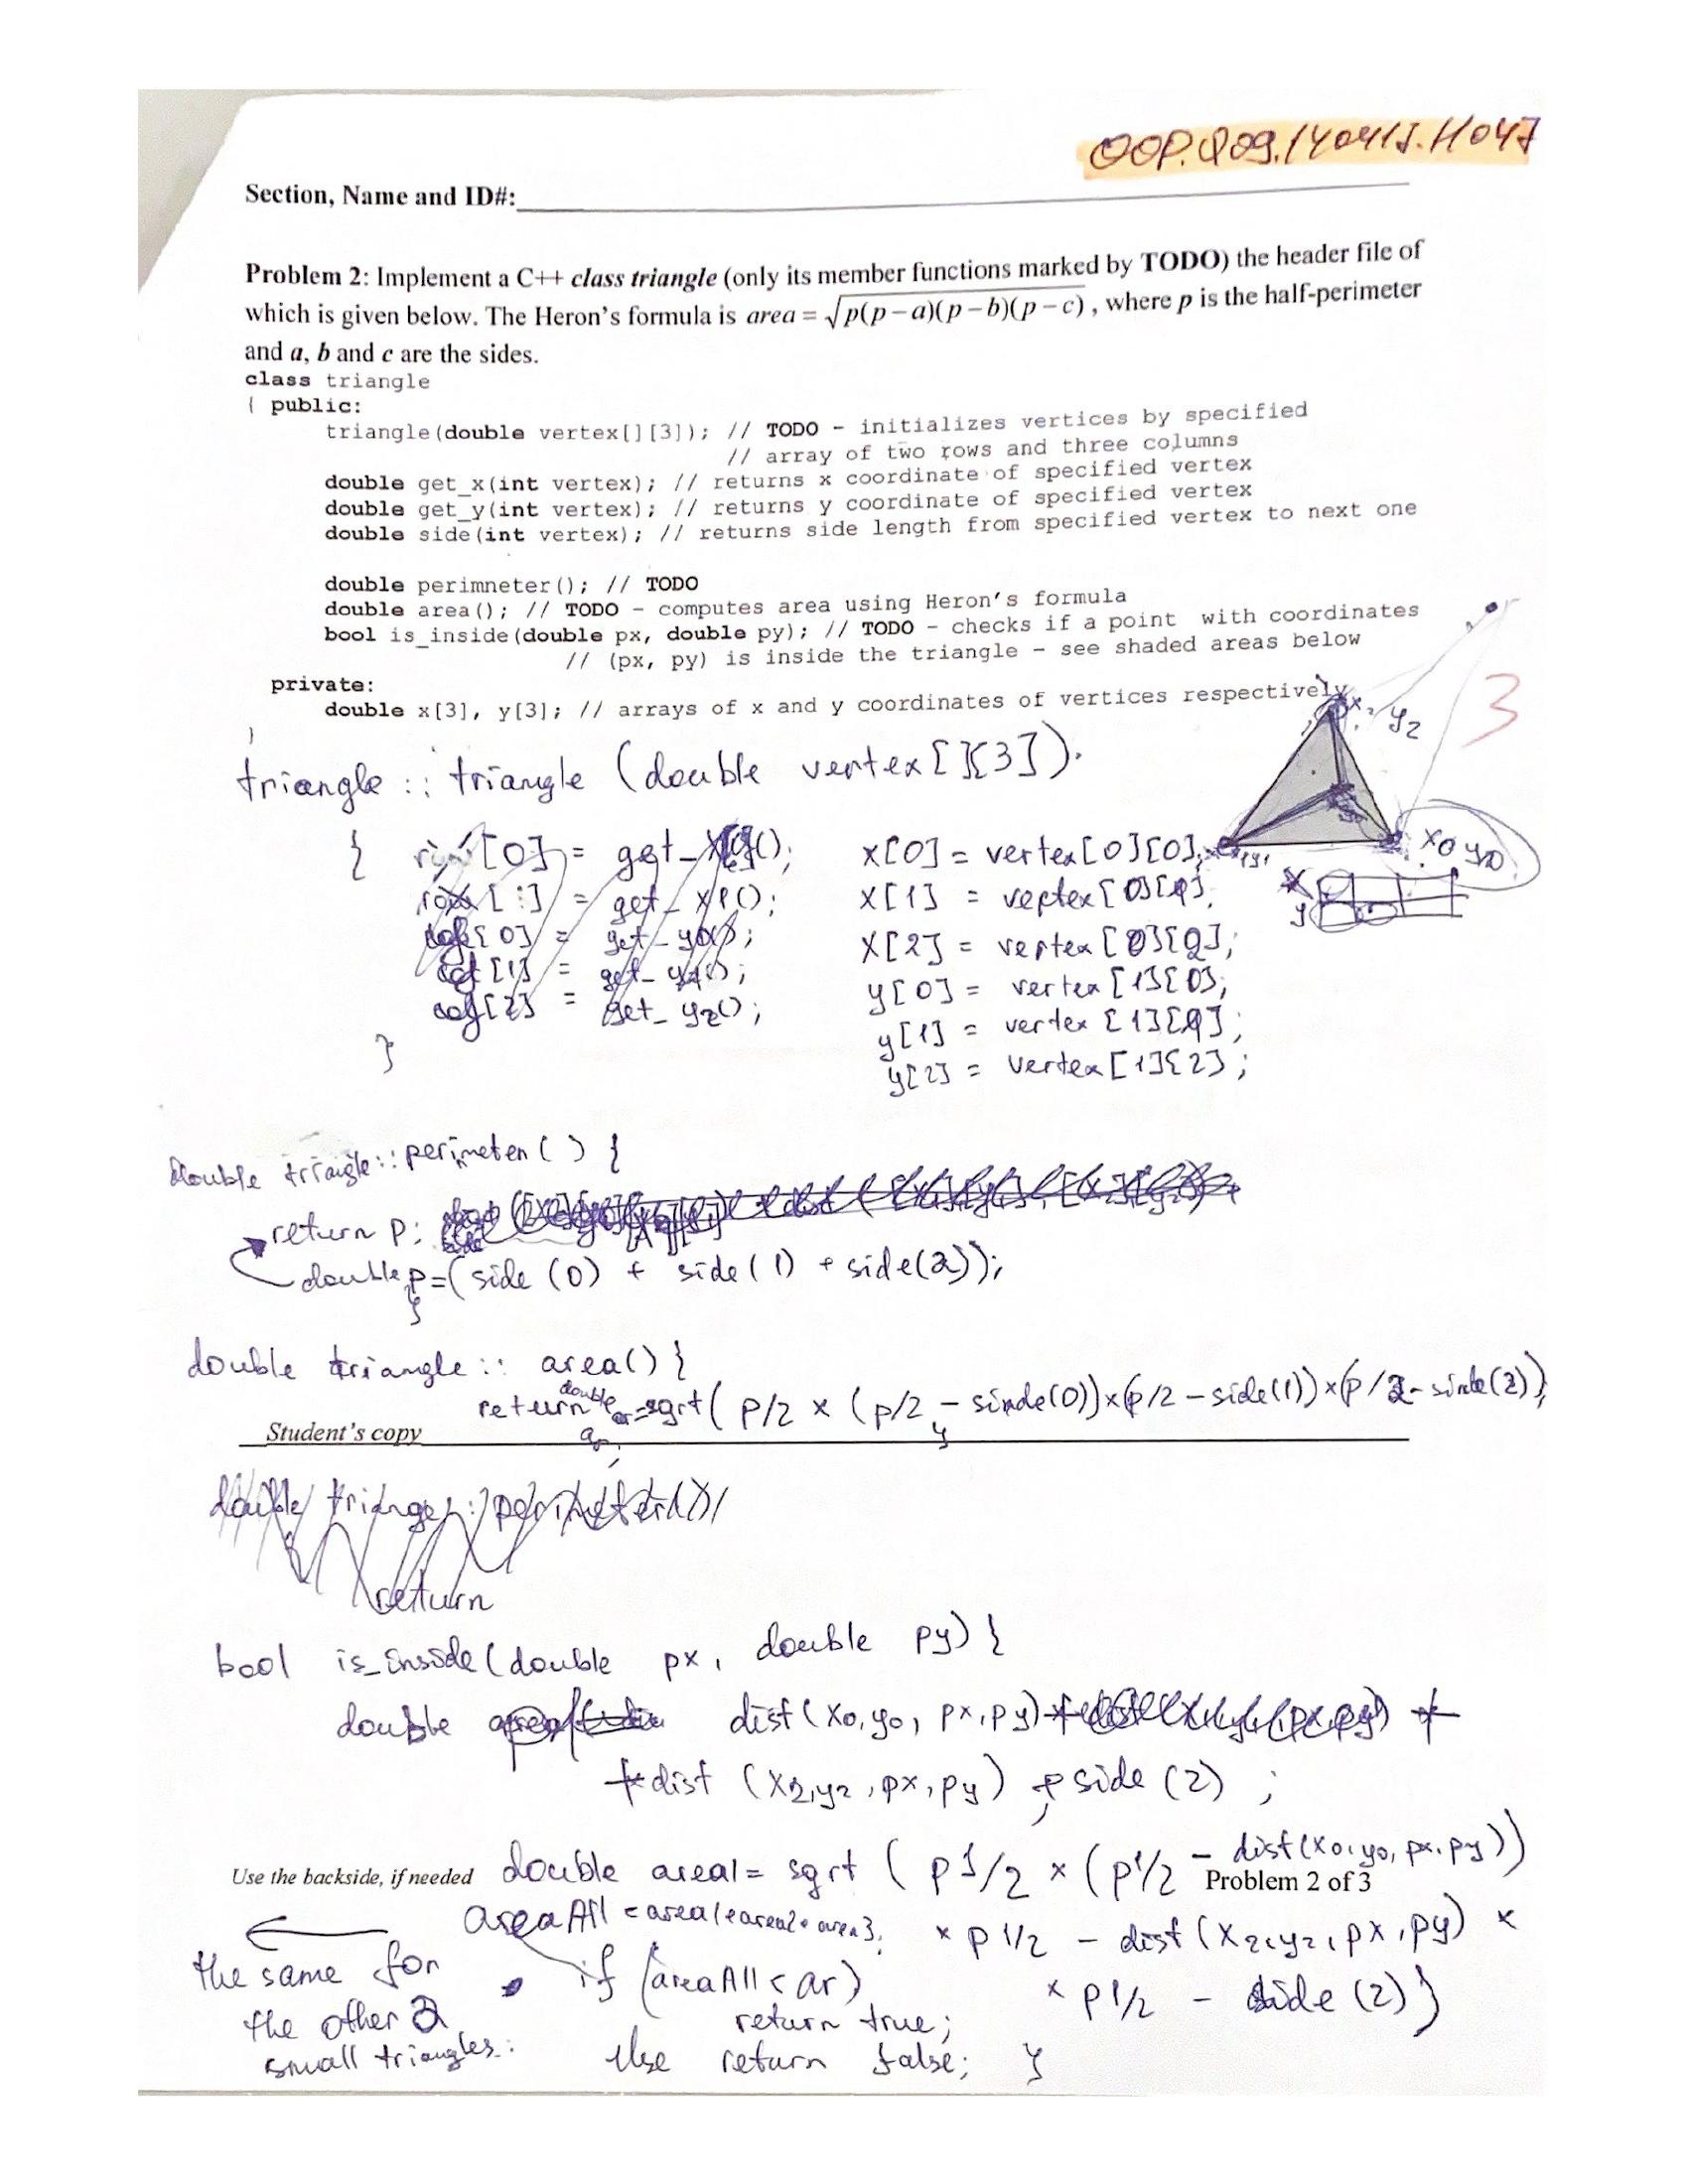 OOP.Q09.140415.H047
Section, Name and ID#:
Problem 2: Implement a C++ class triangle (only its member functions marked by TODO) the header file of
which is given below. The Heron's formula is area = √p(p−a)(p−b)(p−c) , where p is the half-perimeter
and a, b and c are the sides.
class triangle
{ public:
triangle(double vertex[][3]); // TODO - initializes vertices by specified
// array of two rows and three columns
double get_x(int vertex); // returns x coordinate of specified vertex
double get_y(int vertex); // returns y coordinate of specified vertex
double side(int vertex); // returns side length from specified vertex to next one
double perimneter(); // TODO
double area(); // TODO - computes area using Heron's formula
bool is_inside(double px, double py); // TODO - checks if a point with coordinates
// (px, py) is inside the triangle - see shaded areas below
private:
double x[3], y[3]; // arrays of x and y coordinates of vertices respectively
}
3
y2
x0 y0
x
y
triangle :: triangle (double vertex[][3]).
{
x[0] = vertex[0][0];
x[1] = vertex[0][1];
x[2] = vertex[0][2];
y[0] = vertex[1][0];
y[1] = vertex[1][1];
y[2] = vertex[1][2];
get_y2();
}
double triangle::perimeter() {
return p;
double p=(side (0) + side(1) + side(2));
}
double triangle :: area() {
double
return ar=sqrt( p/2 x (p/2 - sinde(0))x(p/2 - side(1))x(p/2 - sinde(2));
ar;
}
Student's copy
double triange::perimeter()
return
bool is_inside(double px, double py) {
double dist(x0,y0, px,py)+
+dist (x2,y2,px,py) + side (2) ;
Use the backside, if needed
double area1= sqrt ( p1/2 x (p1/2 - dist(x0,y0,px,py))
Problem 2 of 3
areaAll =area1+area2+area3;
x p1/2 - dist(x2,y2,px,py) x
x p1/2 - side(2))
the same for
the other 2
small triangles.:
if (areaAll < ar)
return true;
else return false; }